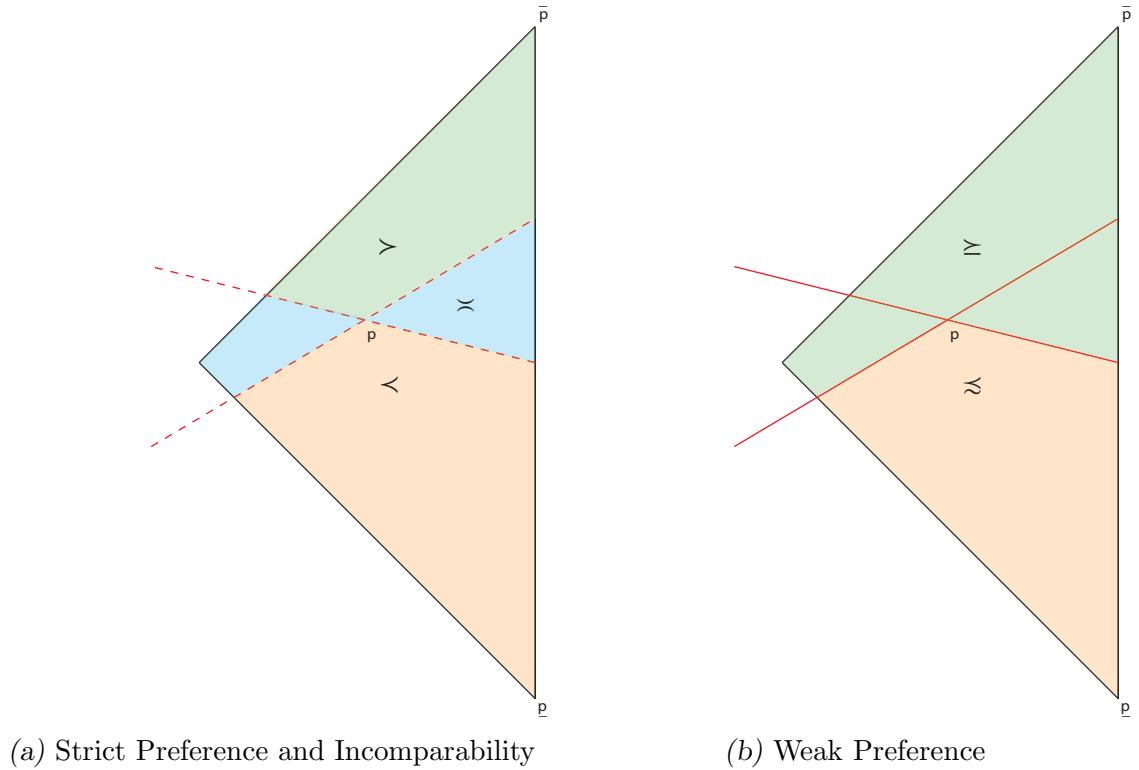 p̄
p̄
≻
⪰
≍
p
p
≺
≾
p̲
p̲
(a) Strict Preference and Incomparability
(b) Weak Preference